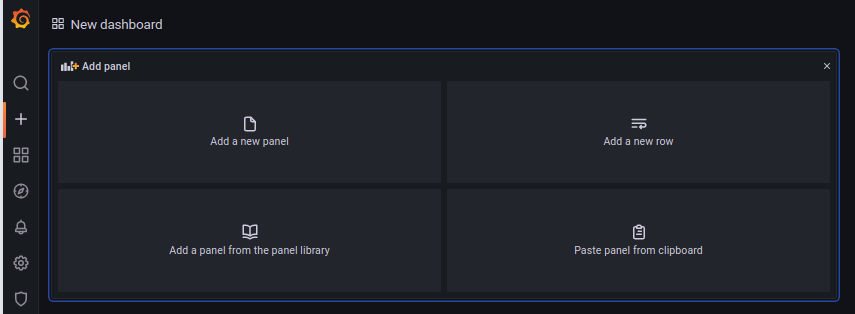 New dashboard
Add panel
Add a new panel
Add a new row
Add a panel from the panel library
Paste panel from clipboard